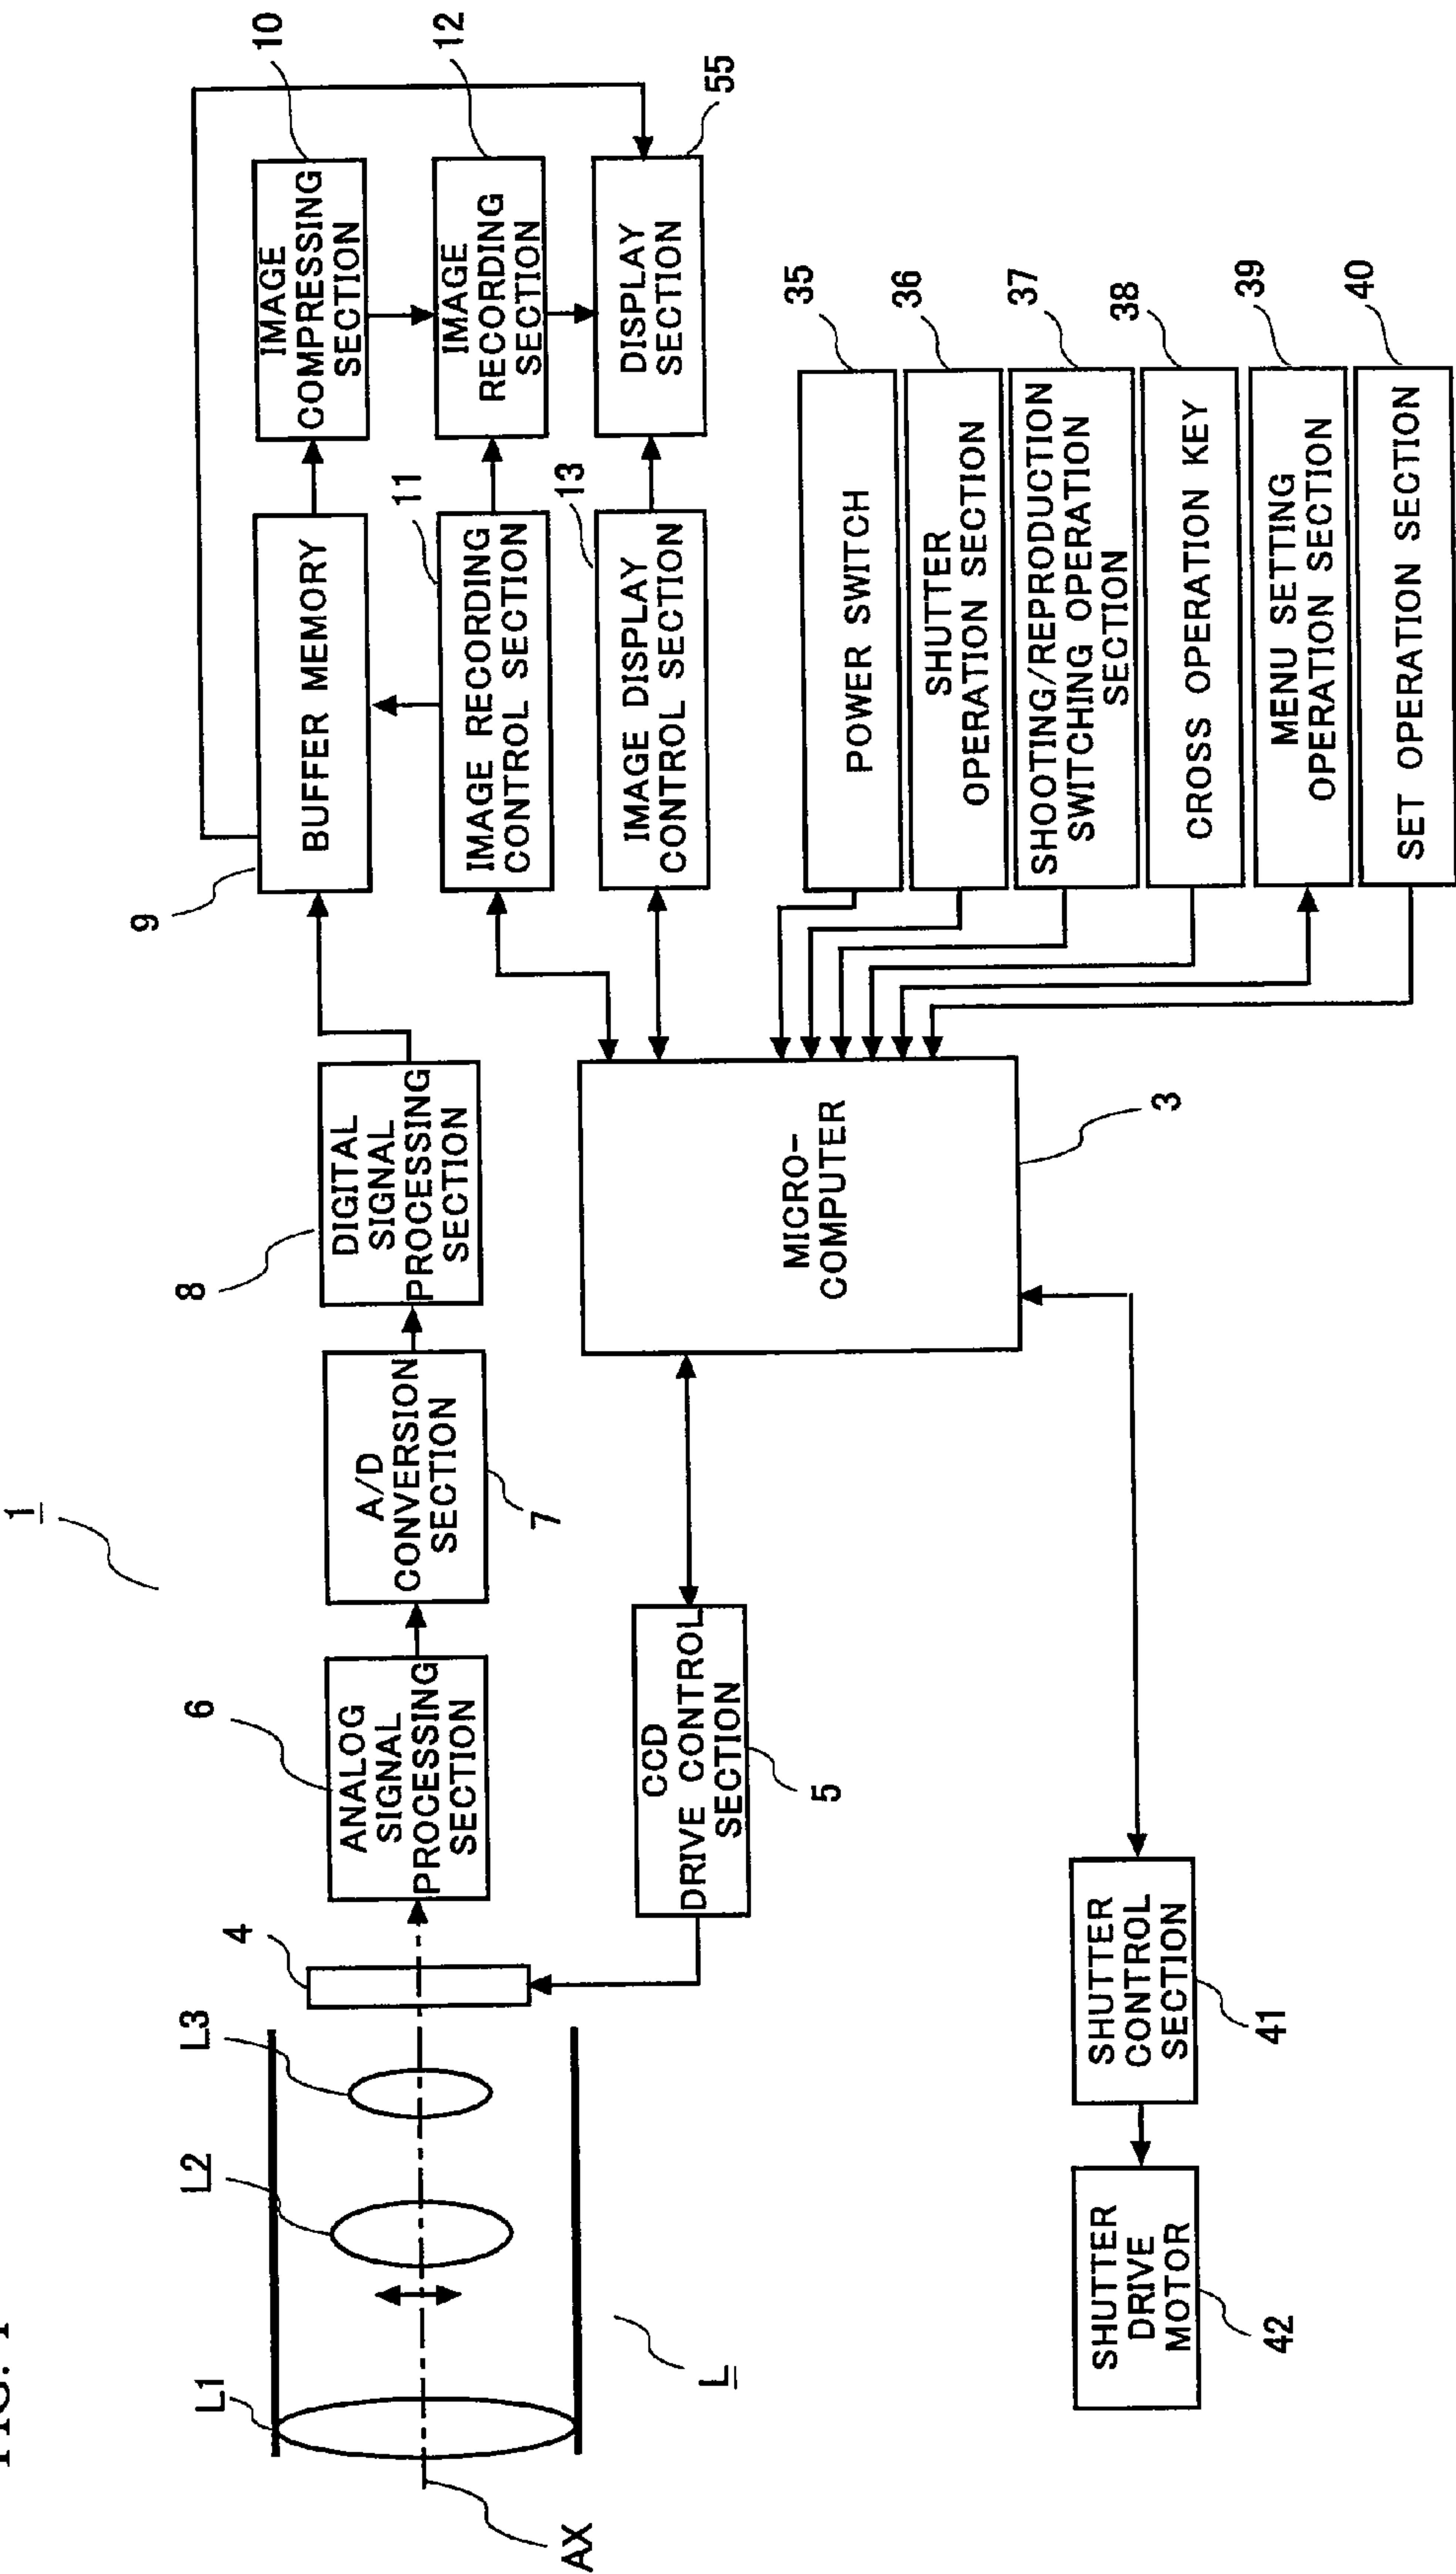 FIG. 1
1
L1
L2
L3
4
6
ANALOG
SIGNAL
PROCESSING
SECTION
A/D
CONVERSION
SECTION
7
8
DIGITAL
SIGNAL
PROCESSING
SECTION
9
BUFFER MEMORY
IMAGE
COMPRESSING
SECTION
10
11
IMAGE RECORDING
CONTROL SECTION
IMAGE
RECORDING
SECTION
12
13
IMAGE DISPLAY
CONTROL SECTION
DISPLAY
SECTION
55
AX
L
CCD
DRIVE CONTROL
SECTION
5
MICRO-
COMPUTER
3
POWER SWITCH
35
SHUTTER
OPERATION SECTION
36
SHOOTING/REPRODUCTION
SWITCHING OPERATION
SECTION
37
CROSS OPERATION KEY
38
MENU SETTING
OPERATION SECTION
39
SET OPERATION SECTION
40
SHUTTER
DRIVE
MOTOR
42
SHUTTER
CONTROL
SECTION
41